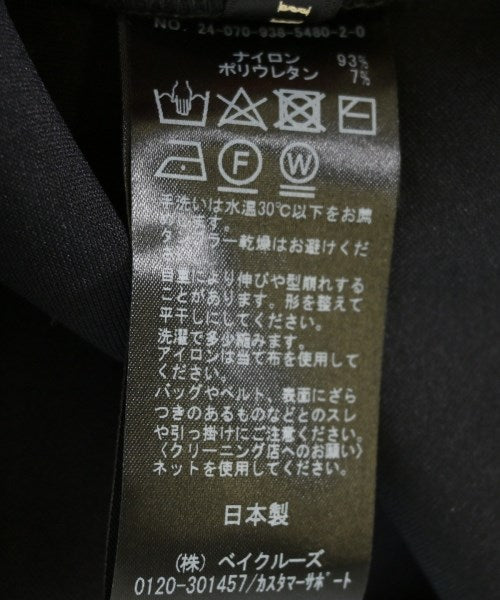 NO. 24-070-938-5480-2-0
ナイロン 93%
ポリウレタン 7%
F W
手洗いは水温30℃以下をお薦
めします。
タンブラー乾燥はお避けくだ
自重により伸びや型崩れする
ことがあります。形を整えて
平干しにしてください。
洗濯で多少縮みます。
アイロンは当て布を使用して
ください。
バッグやベルト、表面にざら
つきのあるものなどとのスレ
や引っ掛けにご注意ください。
〈クリーニング店へのお願い〉
ネットを使用してください。
日本製
(株) ベイクルーズ
0120-301457/カスタマーサポート